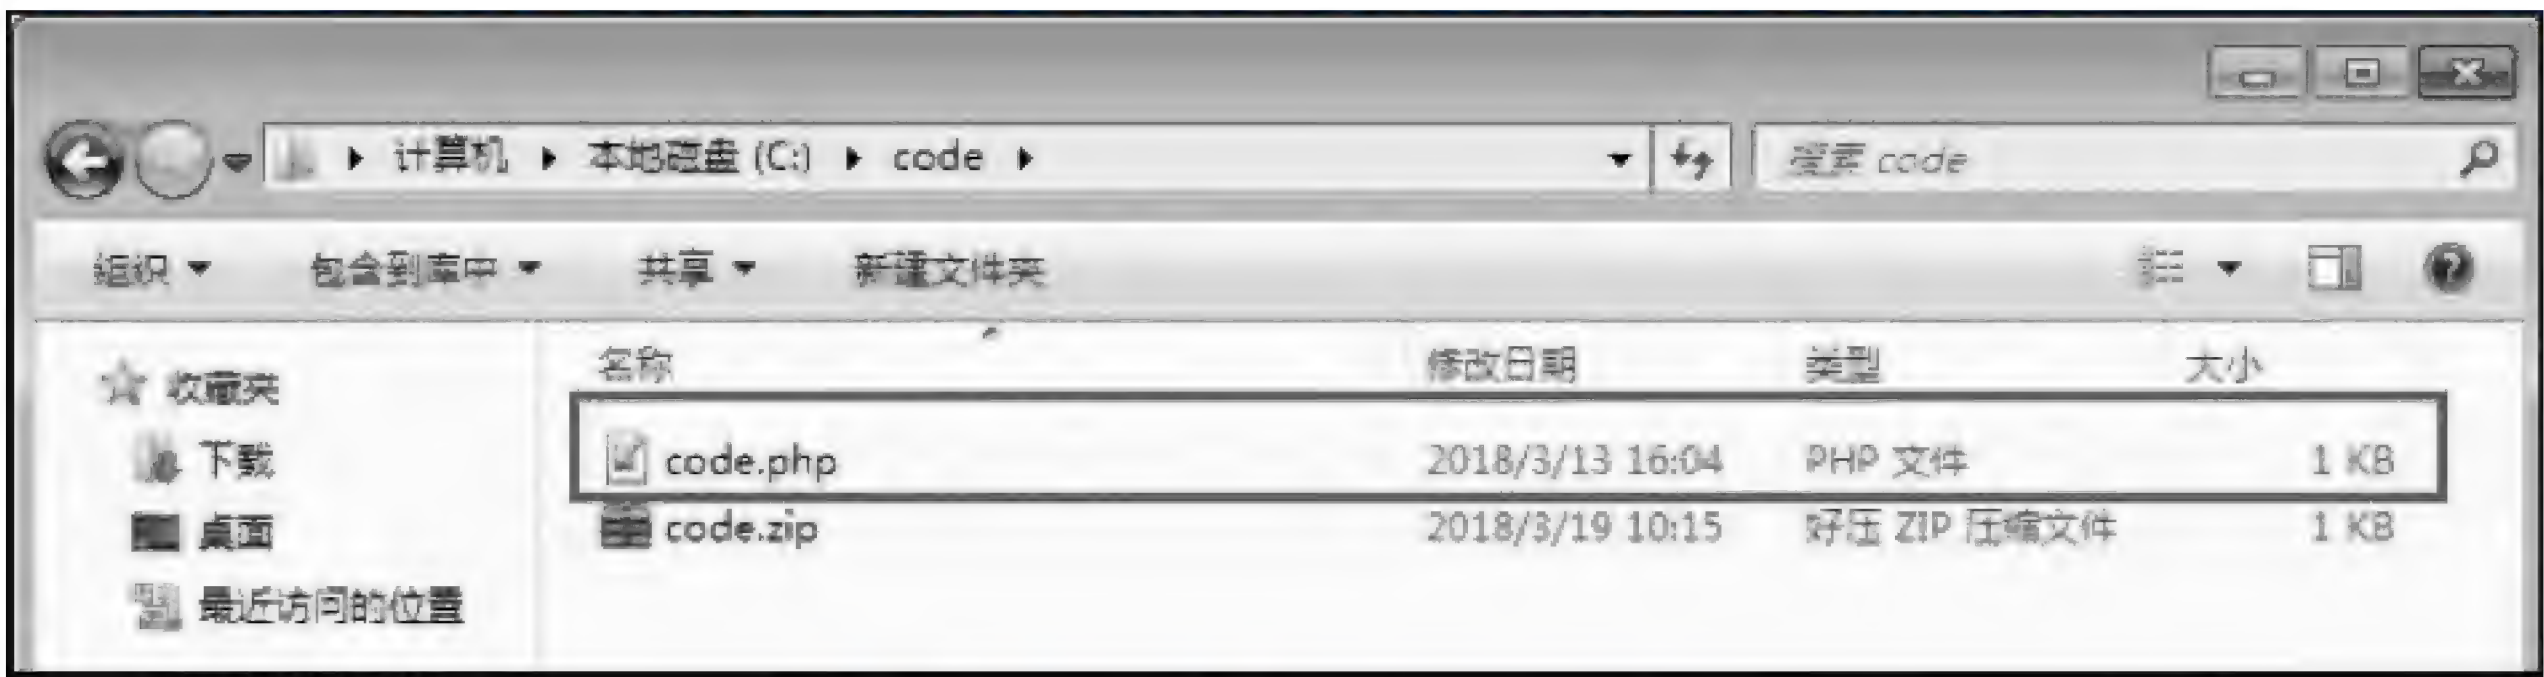 计算机 本地磁盘 (C:) code 搜索 code
组织 包含到库中 共享 新建文件夹
名称 修改日期 类型 大小
收藏夹
code.php 2018/3/13 16:04 PHP 文件 1 KB
下载
code.zip 2018/3/19 10:15 好压 ZIP 压缩文件 1 KB
桌面
最近访问的位置